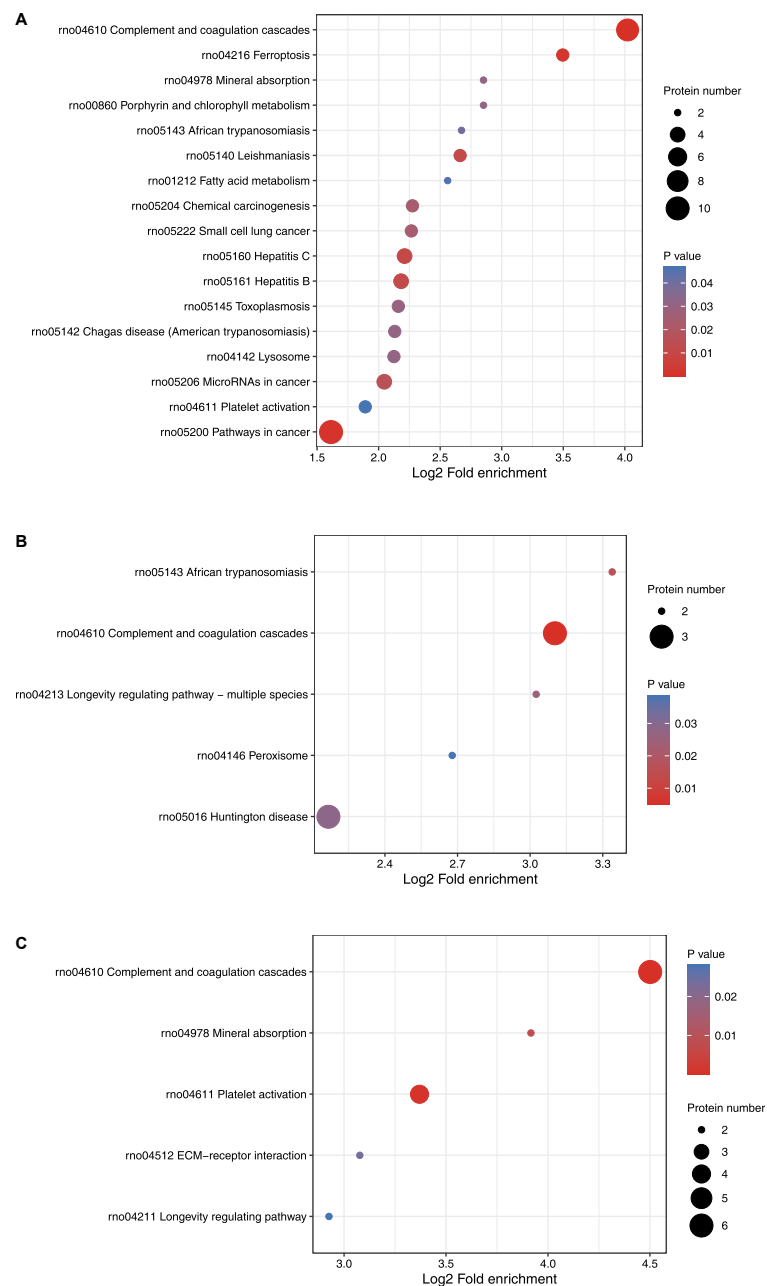 A
rno04610 Complement and coagulation cascades
rno04216 Ferroptosis
rno04978 Mineral absorption
rno00860 Porphyrin and chlorophyll metabolism
rno05143 African trypanosomiasis
rno05140 Leishmaniasis
rno01212 Fatty acid metabolism
rno05204 Chemical carcinogenesis
rno05222 Small cell lung cancer
rno05160 Hepatitis C
rno05161 Hepatitis B
rno05145 Toxoplasmosis
rno05142 Chagas disease (American trypanosomiasis)
rno04142 Lysosome
rno05206 MicroRNAs in cancer
rno04611 Platelet activation
rno05200 Pathways in cancer
1.5 2.0 2.5 3.0 3.5 4.0
Log2 Fold enrichment
Protein number
2
4
6
8
10
P value
0.04
0.03
0.02
0.01
B
rno05143 African trypanosomiasis
rno04610 Complement and coagulation cascades
rno04213 Longevity regulating pathway − multiple species
rno04146 Peroxisome
rno05016 Huntington disease
2.4 2.7 3.0 3.3
Log2 Fold enrichment
Protein number
2
3
P value
0.03
0.02
0.01
C
rno04610 Complement and coagulation cascades
rno04978 Mineral absorption
rno04611 Platelet activation
rno04512 ECM−receptor interaction
rno04211 Longevity regulating pathway
3.0 3.5 4.0 4.5
Log2 Fold enrichment
P value
0.02
0.01
Protein number
2
3
4
5
6